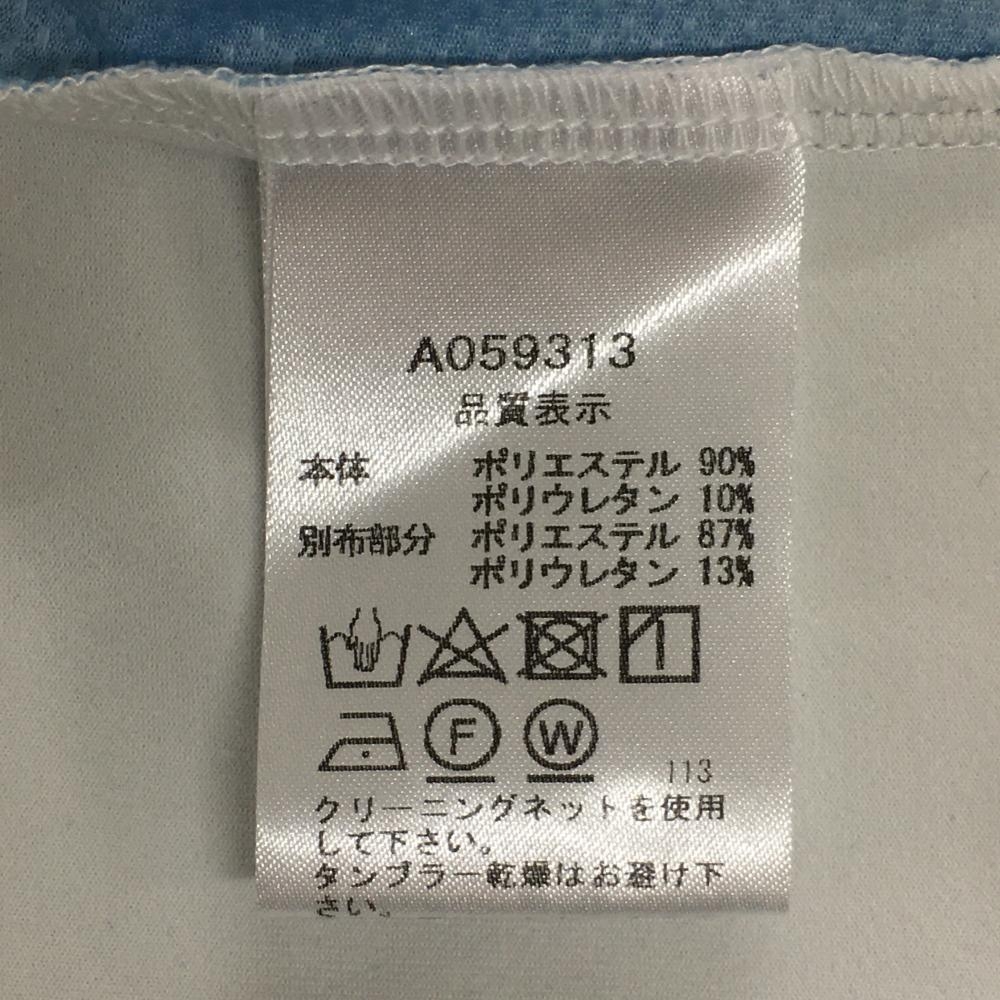 A059313
品質表示
本体 ポリエステル 90%
ポリウレタン 10%
別布部分 ポリエステル 87%
ポリウレタン 13%
F W 113
クリーニングネットを使用
して下さい。
タンブラー乾燥はお避け下
さい。